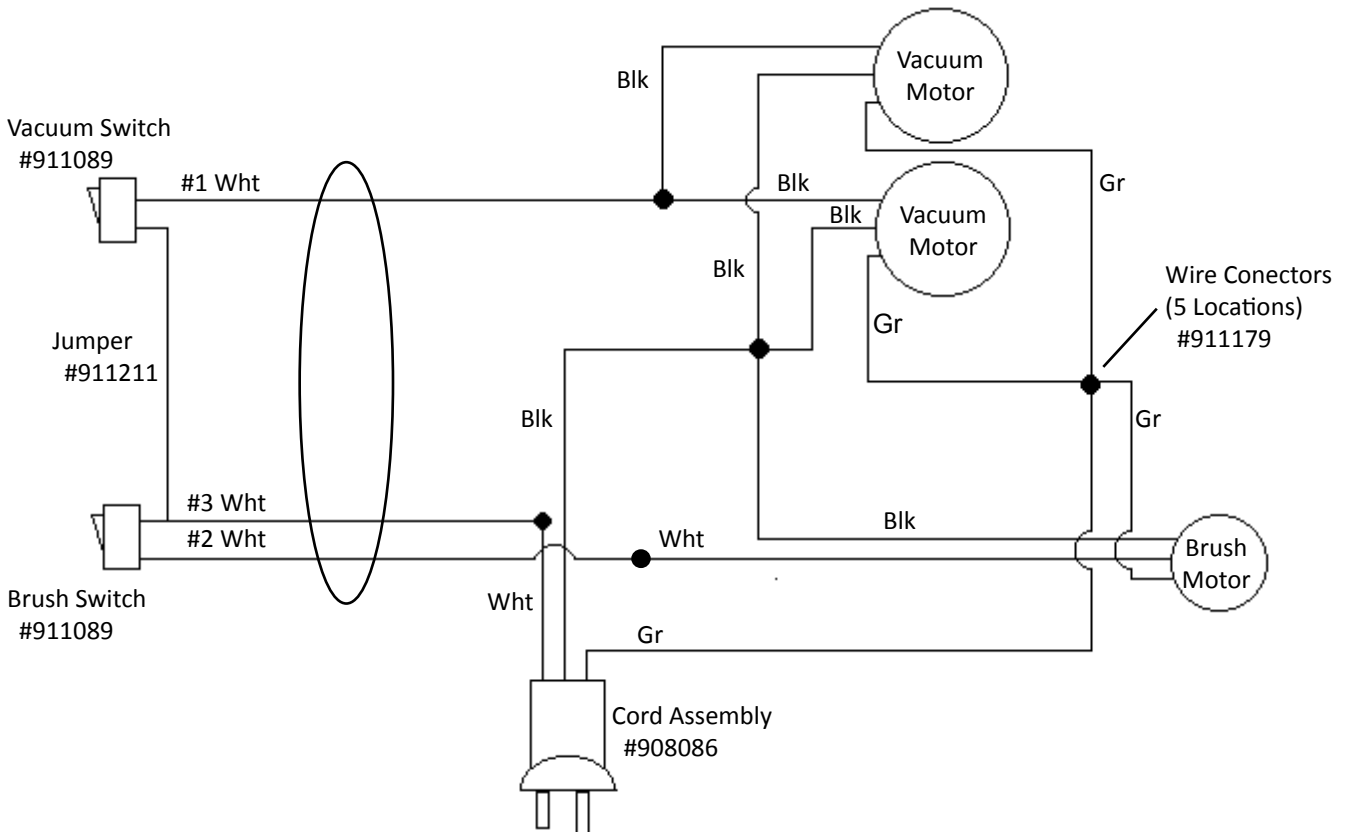 Vacuum
Motor
Blk
Vacuum Switch
#911089
#1 Wht
Blk
Gr
Blk
Vacuum
Motor
Blk
Wire Conectors
(5 Locations)
#911179
Gr
Jumper
#911211
Blk
Gr
#3 Wht
Blk
#2 Wht
Wht
Brush
Motor
Brush Switch
#911089
Wht
Gr
Cord Assembly
#908086